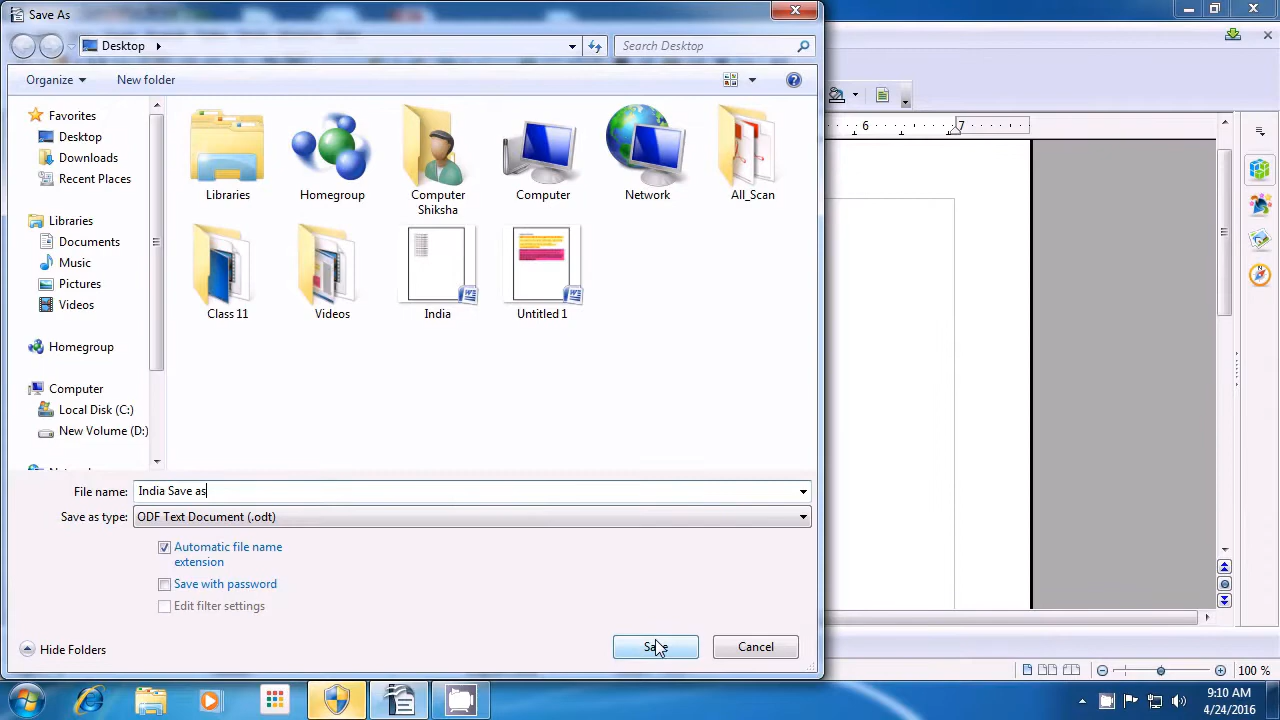 Save As
Desktop
Search Desktop
Organize
New folder
Favorites
Desktop
Downloads
Recent Places
Libraries
Documents
Music
Pictures
Videos
Homegroup
Computer
Local Disk (C:)
New Volume (D:)
Libraries
Homegroup
Computer
Shiksha
Computer
Network
All_Scan
Class 11
Videos
India
Untitled 1
File name:
India Save as
Save as type:
ODF Text Document (.odt)
Automatic file name
extension
Save with password
Edit filter settings
Hide Folders
Save
Cancel
6
7
100 %
9:10 AM
4/24/2016